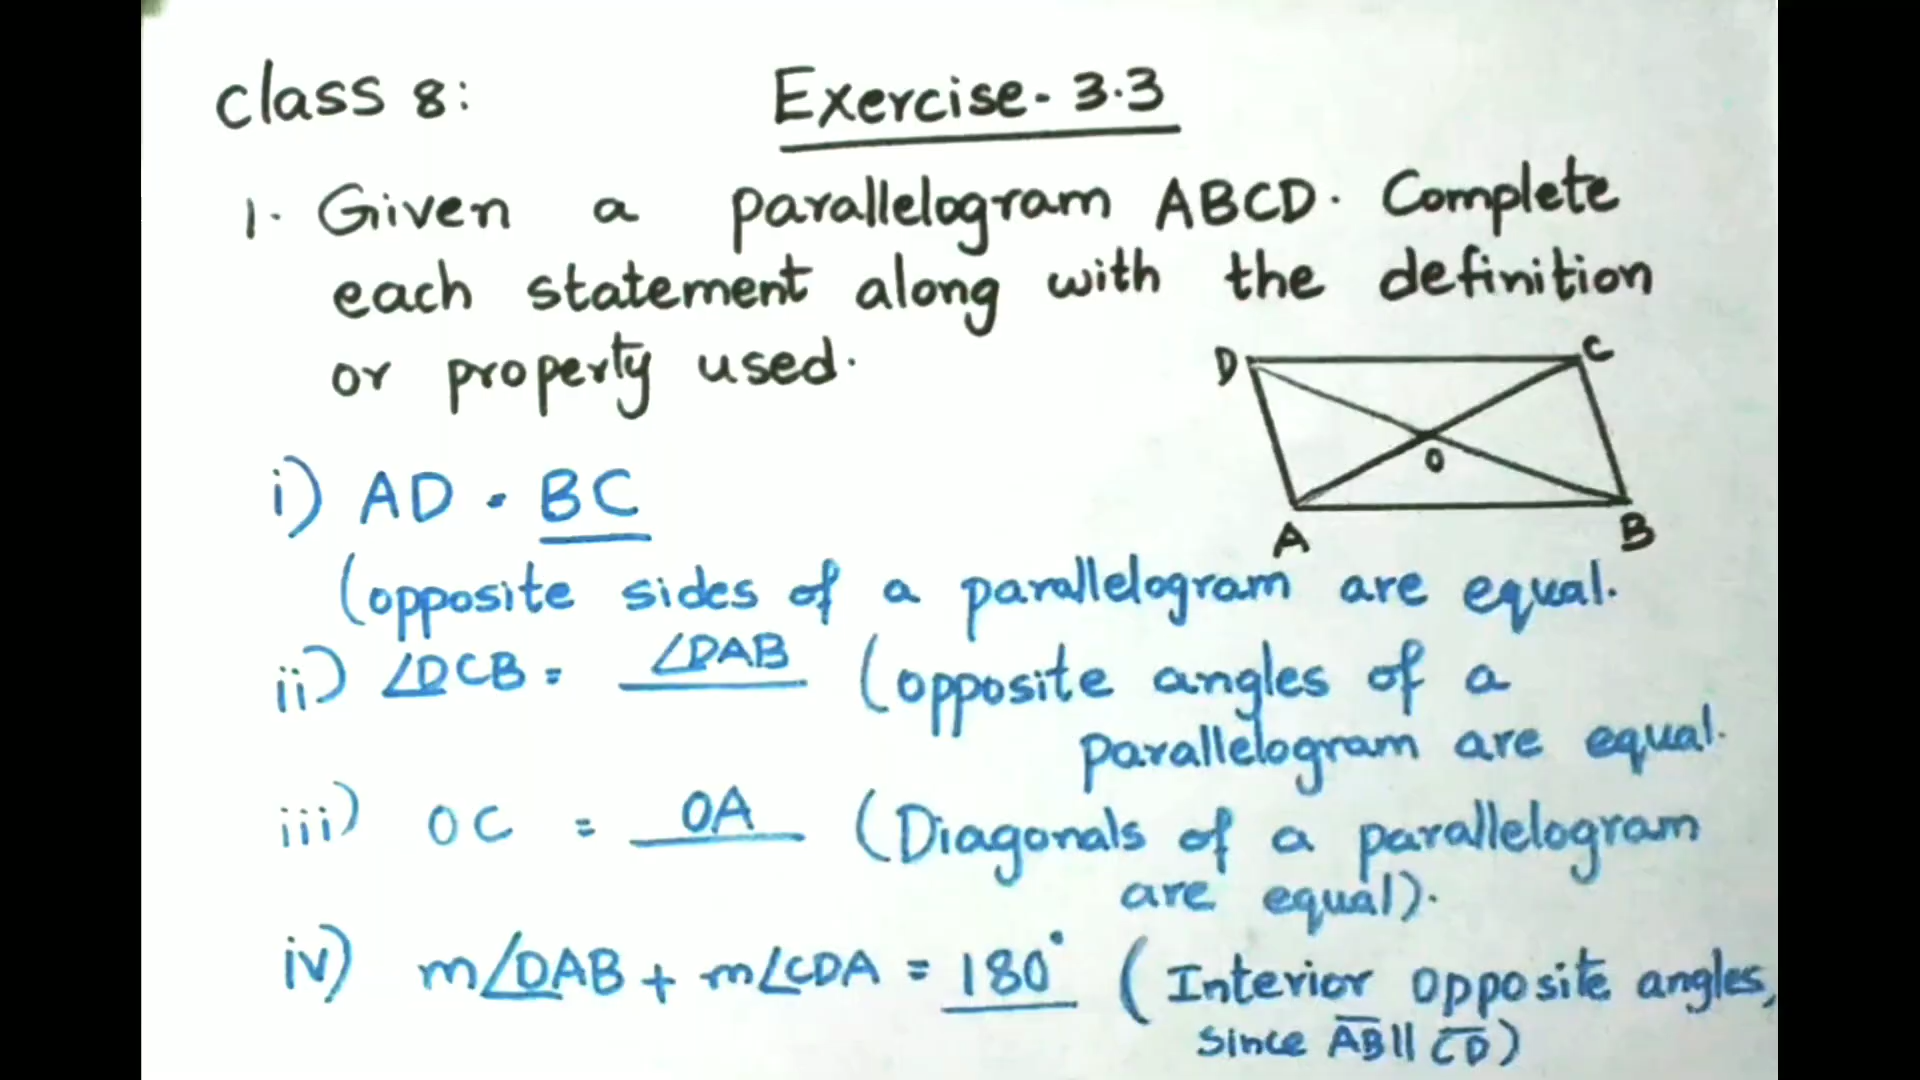 class 8: Exercise- 3.3
1. Given a parallelogram ABCD. Complete
each statement along with the definition
or property used.
D C
O
A B
i) AD = BC
(opposite sides of a parallelogram are equal.
ii) ∠DCB = ∠DAB (opposite angles of a
parallelogram are equal.
iii) OC = OA (Diagonals of a parallelogram
are equal).
iv) m∠DAB + m∠CDA = 180° (Interior opposite angles,
since A̅B̅ || C̅D̅)